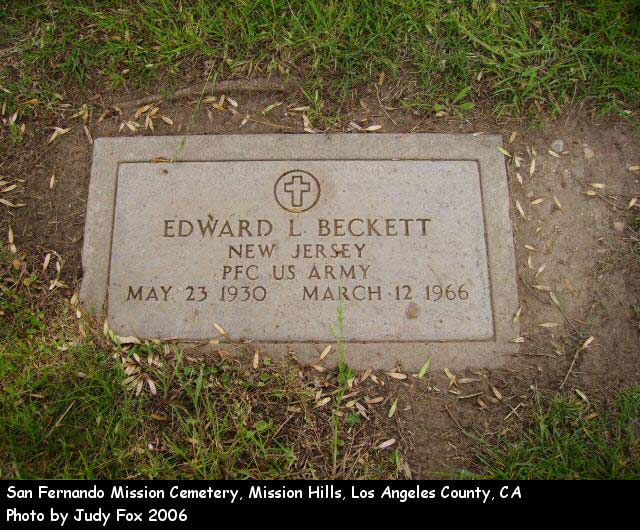 EDWARD L BECKETT
NEW JERSEY
PFC US ARMY
MAY 23 1930 MARCH 12 1966
San Fernando Mission Cemetery, Mission Hills, Los Angeles County, CA
Photo by Judy Fox 2006